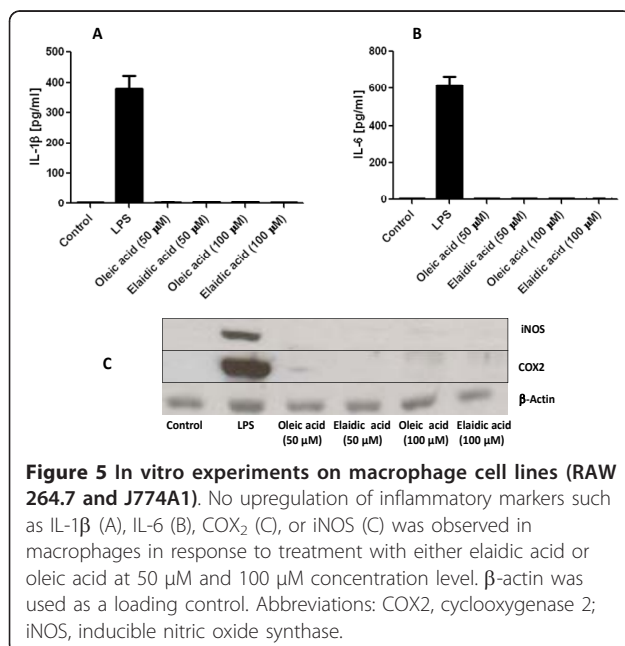 A
B
500
400
300
200
100
0
IL-1β [pg/ml]
Control
LPS
Oleic acid (50 μM)
Elaidic acid (50 μM)
Oleic acid (100 μM)
Elaidic acid (100 μM)
800
600
400
200
0
IL-6 [pg/ml]
Control
LPS
Oleic acid (50 μM)
Elaidic acid (50 μM)
Oleic acid (100 μM)
Elaidic acid (100 μM)
C
iNOS
COX2
β-Actin
Control LPS Oleic acid (50 μM) Elaidic acid (50 μM) Oleic acid (100 μM) Elaidic acid (100 μM)
Figure 5 In vitro experiments on macrophage cell lines (RAW
264.7 and J774A1). No upregulation of inflammatory markers such
as IL-1β (A), IL-6 (B), COX₂ (C), or iNOS (C) was observed in
macrophages in response to treatment with either elaidic acid or
oleic acid at 50 μM and 100 μM concentration level. β-actin was
used as a loading control. Abbreviations: COX2, cyclooxygenase 2;
iNOS, inducible nitric oxide synthase.